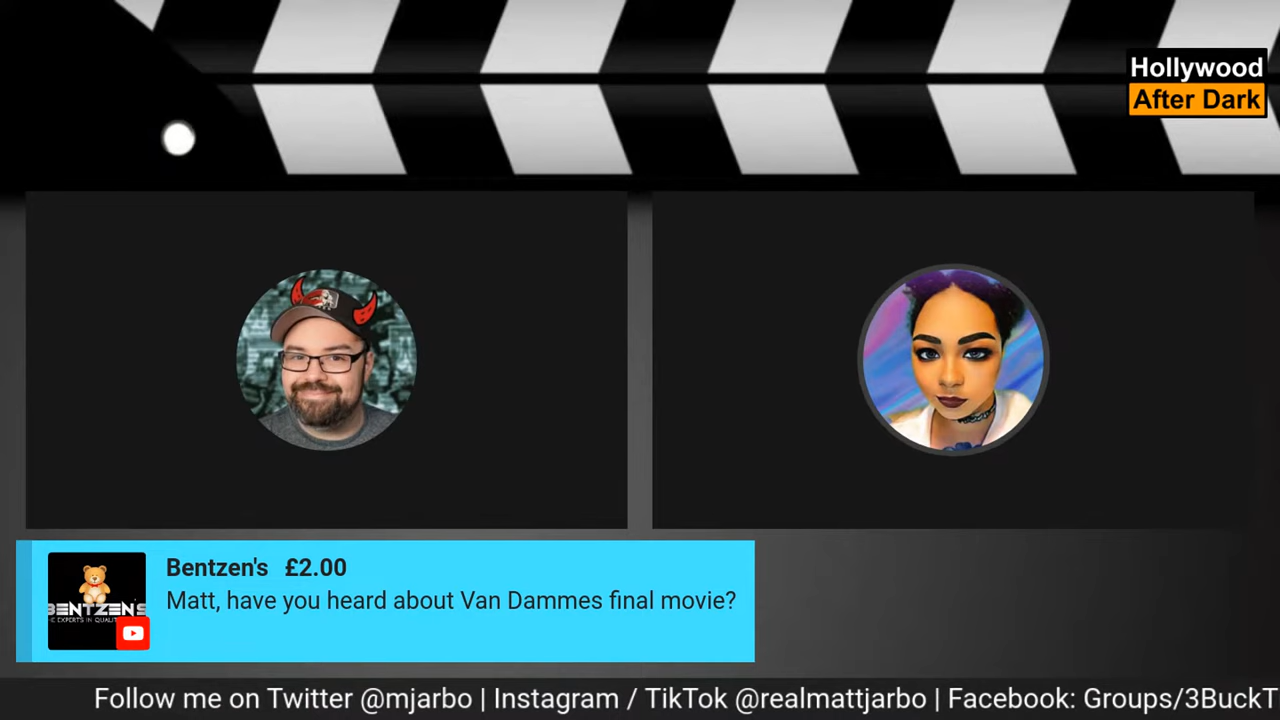 Hollywood
After Dark
Bentzen's £2.00
Matt, have you heard about Van Dammes final movie?
BENTZEN'S
Follow me on Twitter @mjarbo | Instagram / TikTok @realmattjarbo | Facebook: Groups/3BuckT